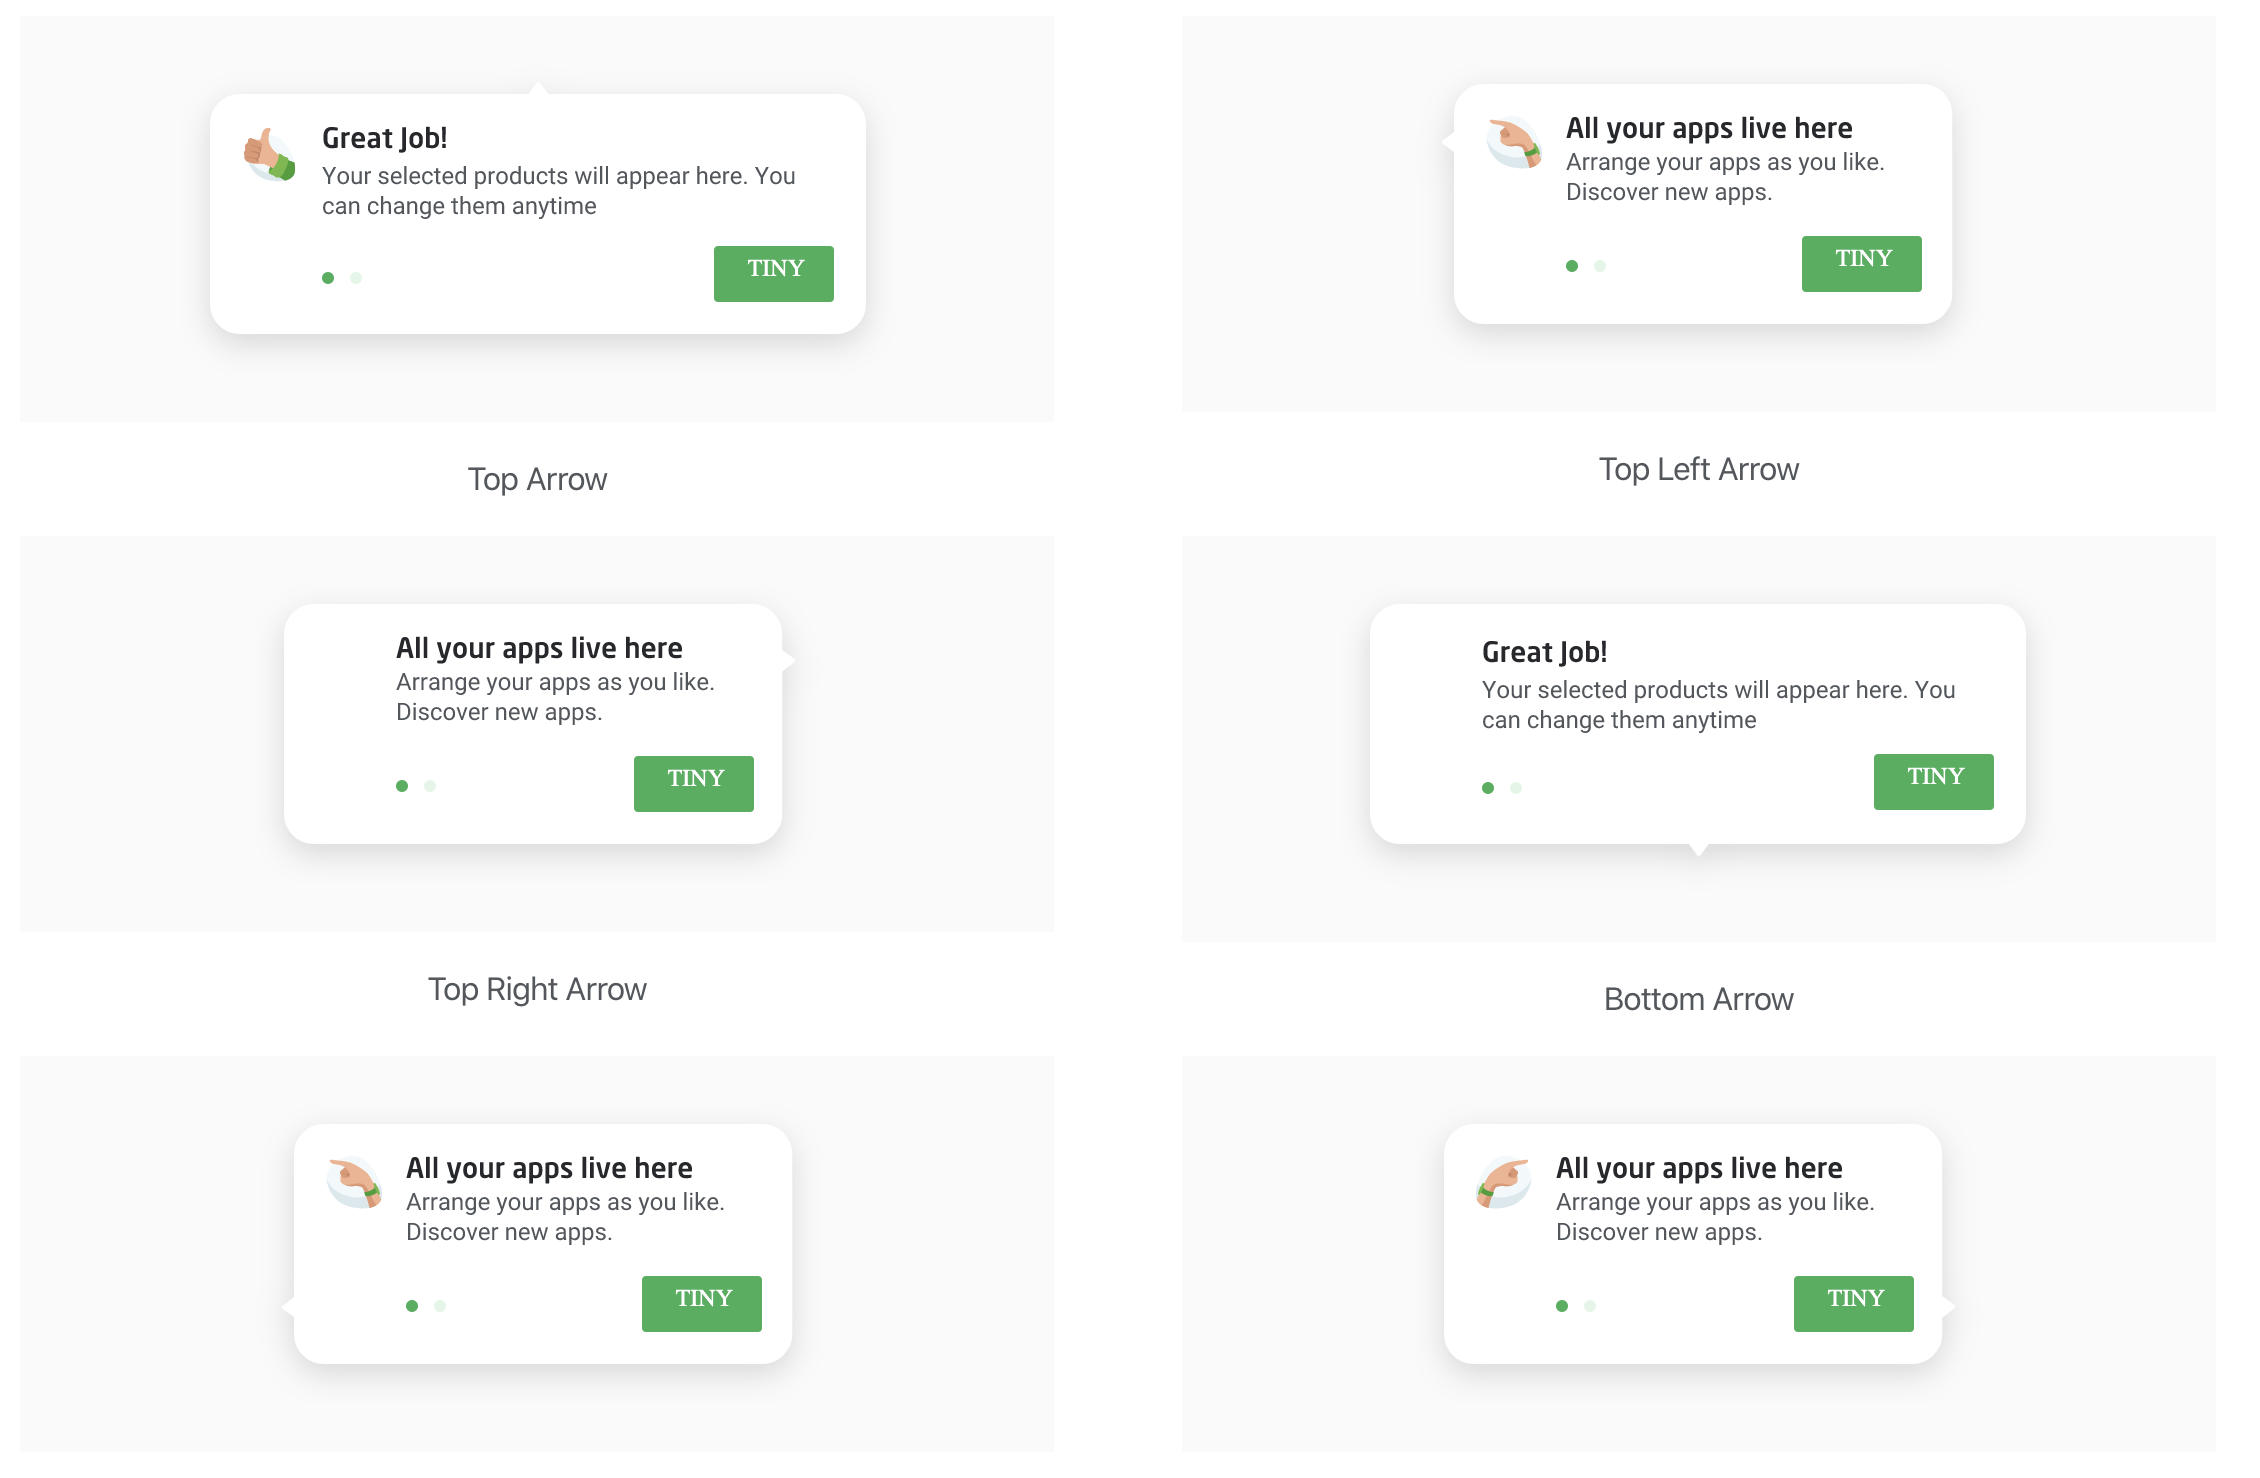 Great Job!
Your selected products will appear here. You
can change them anytime
TINY
Top Arrow
All your apps live here
Arrange your apps as you like.
Discover new apps.
TINY
Top Left Arrow
All your apps live here
Arrange your apps as you like.
Discover new apps.
TINY
Top Right Arrow
Great Job!
Your selected products will appear here. You
can change them anytime
TINY
Bottom Arrow
All your apps live here
Arrange your apps as you like.
Discover new apps.
TINY
All your apps live here
Arrange your apps as you like.
Discover new apps.
TINY